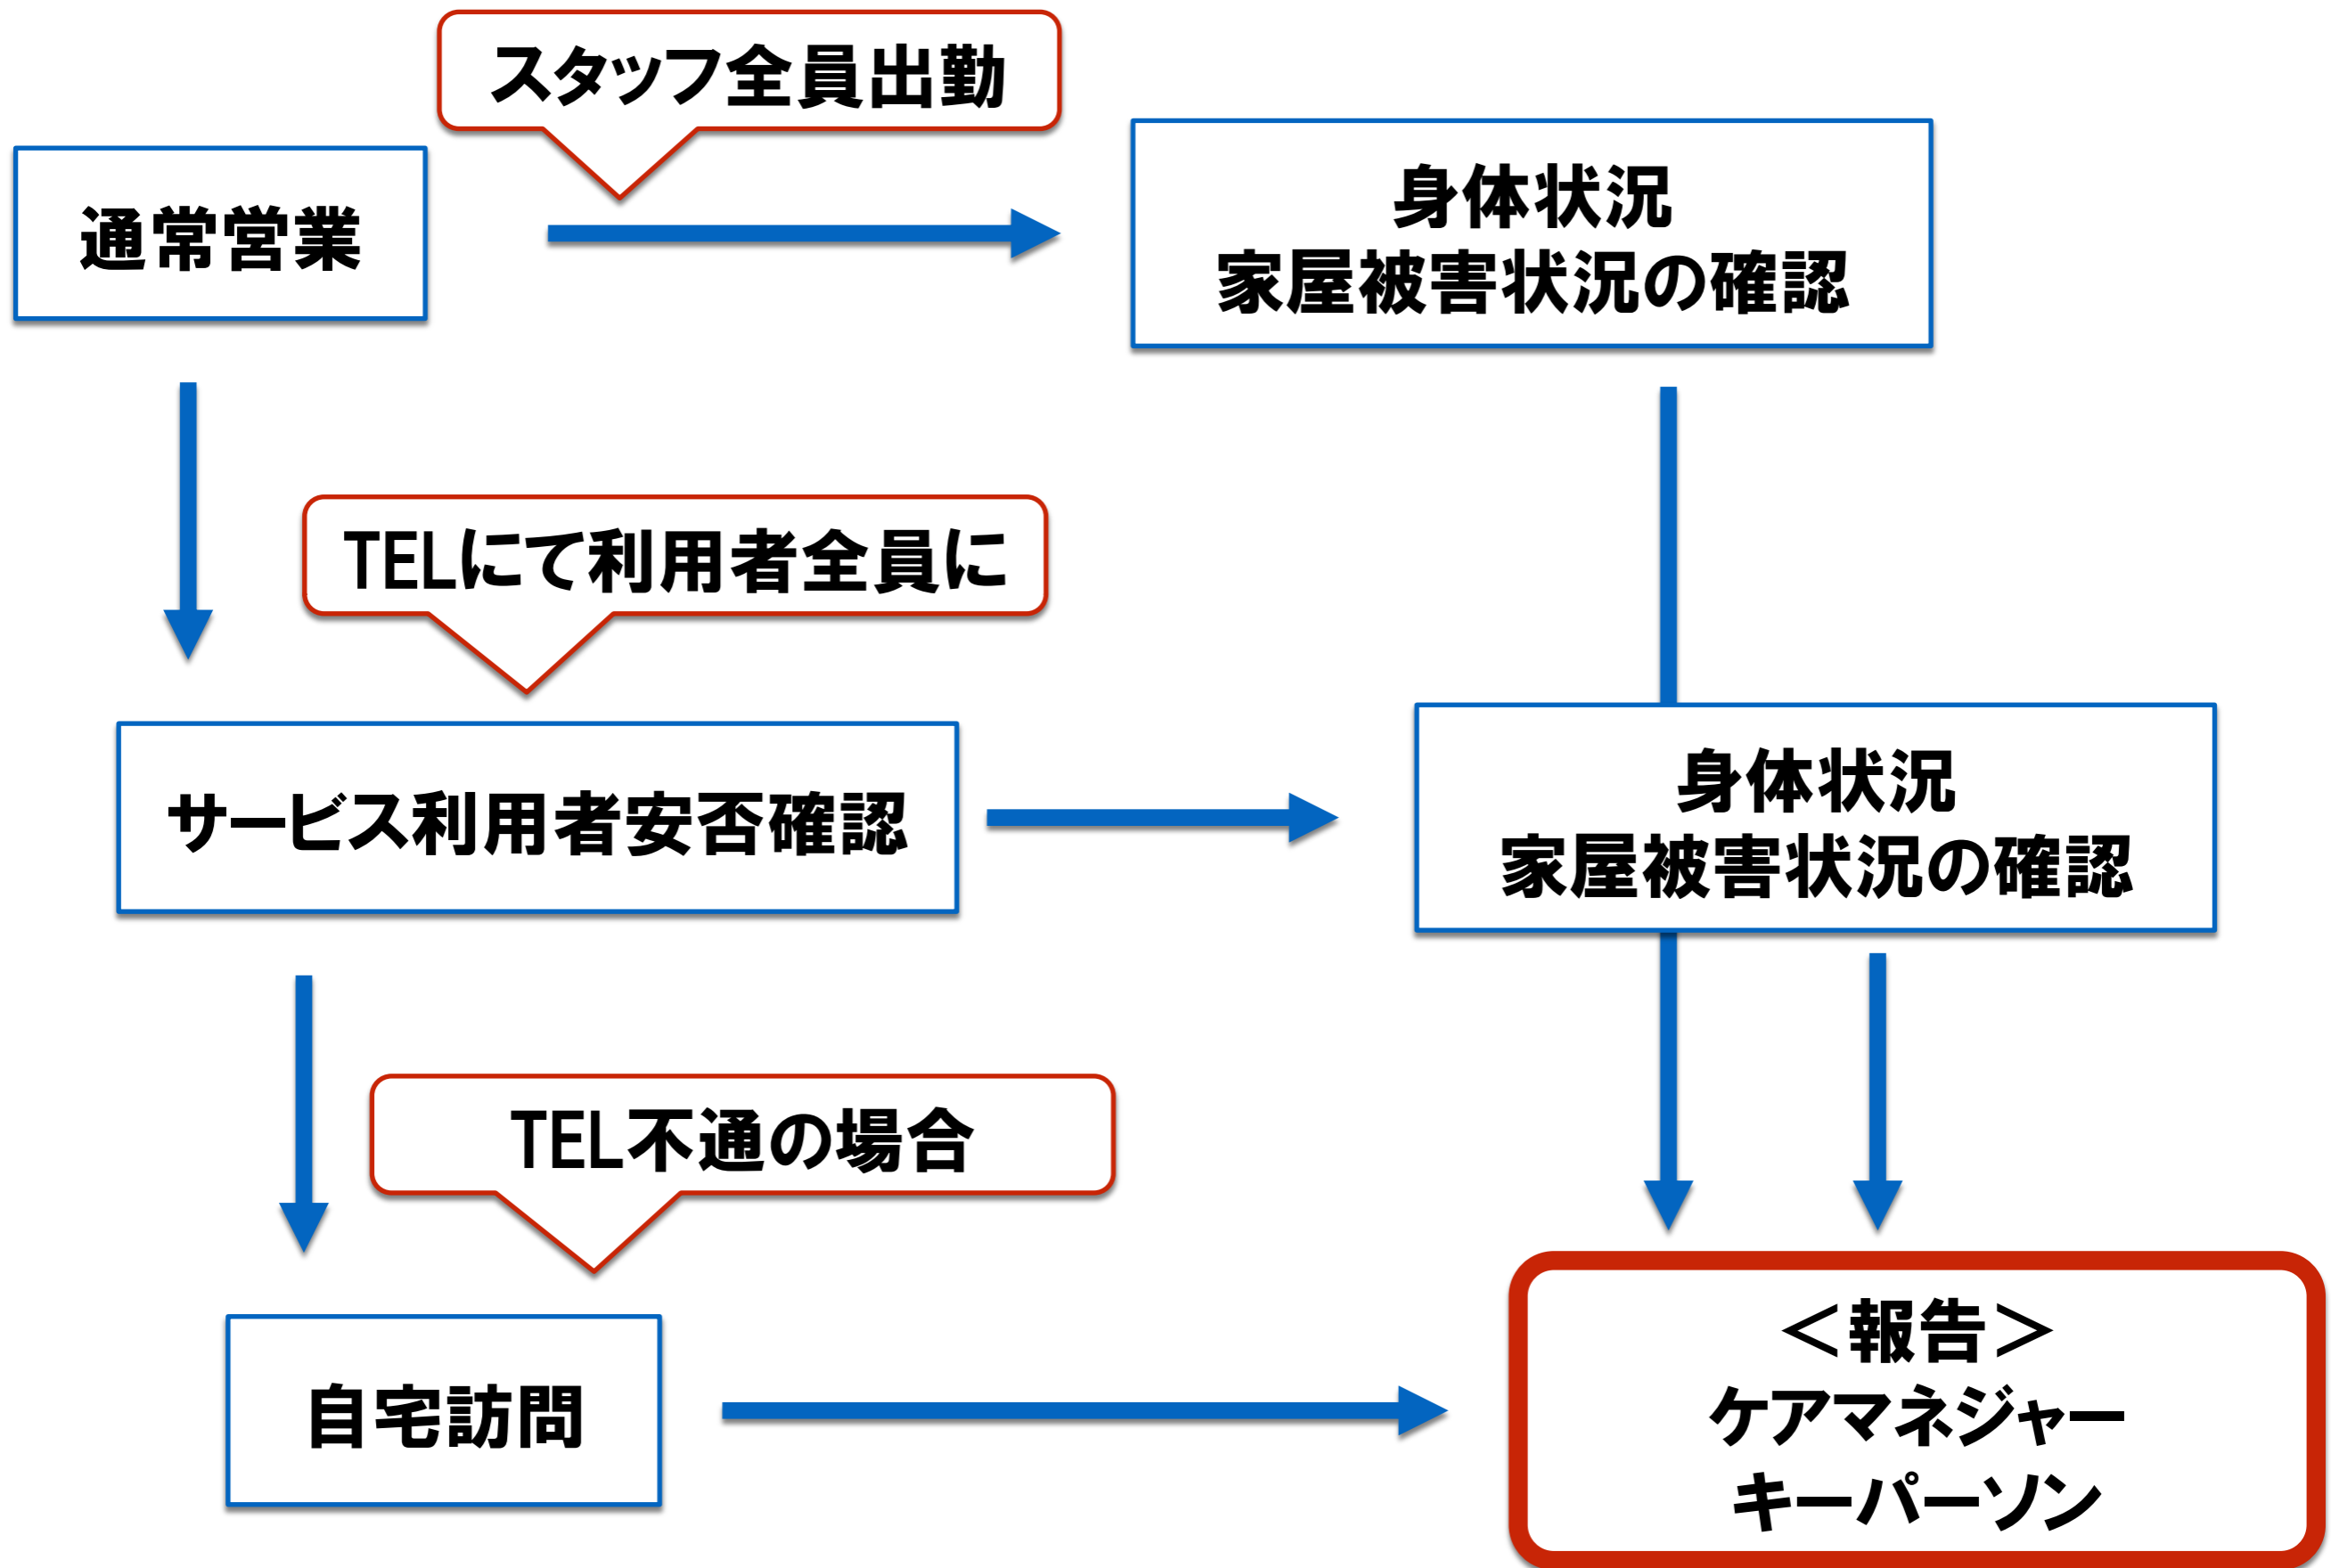 スタッフ全員出勤
通常営業
身体状況
家屋被害状況の確認
TELにて利用者全員に
サービス利用者安否確認
身体状況
家屋被害状況の確認
TEL不通の場合
自宅訪問
＜報告＞
ケアマネジャー
キーパーソン